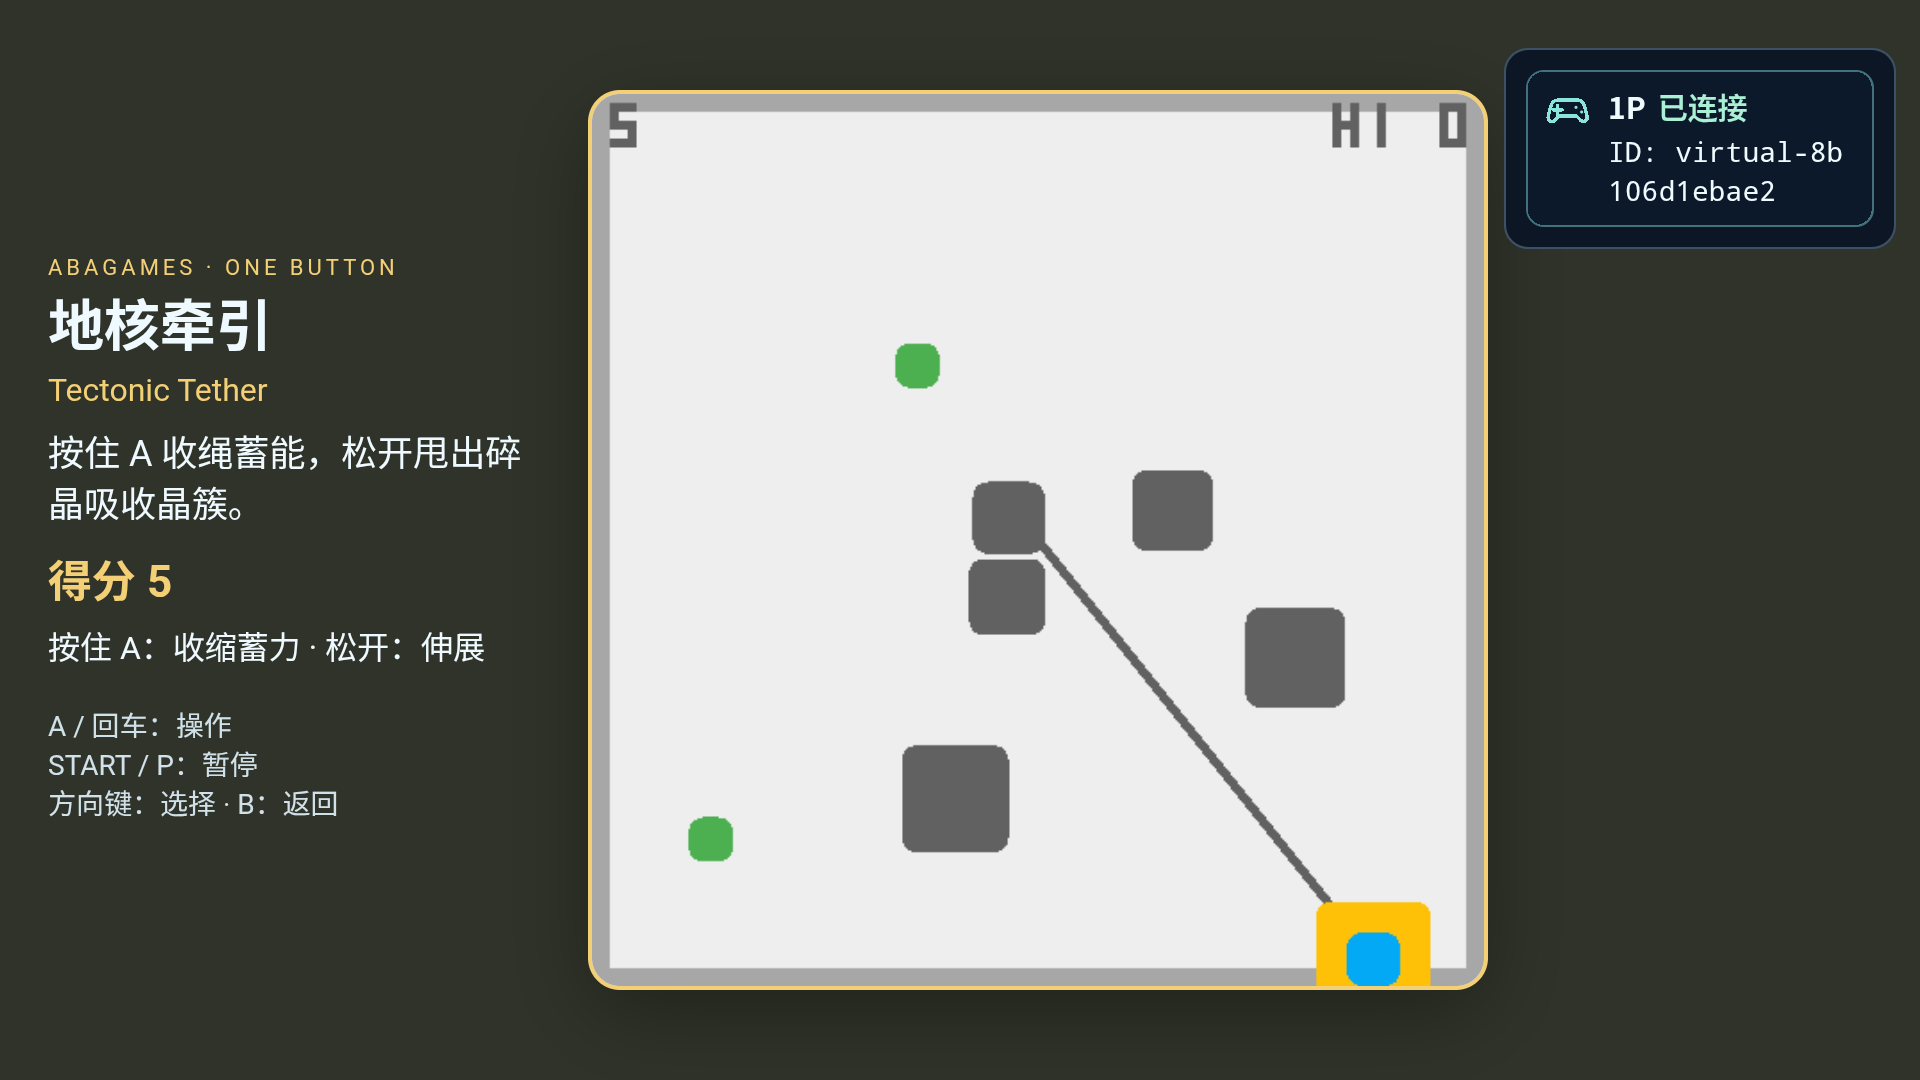 5
HI 0
ABAGAMES · ONE BUTTON
地核牵引
Tectonic Tether
按住 A 收绳蓄能，松开甩出碎
晶吸收晶簇。
得分 5
按住 A：收缩蓄力 · 松开：伸展
A / 回车：操作
START / P：暂停
方向键：选择 · B：返回
1P 已连接
ID: virtual-8b
106d1ebae2